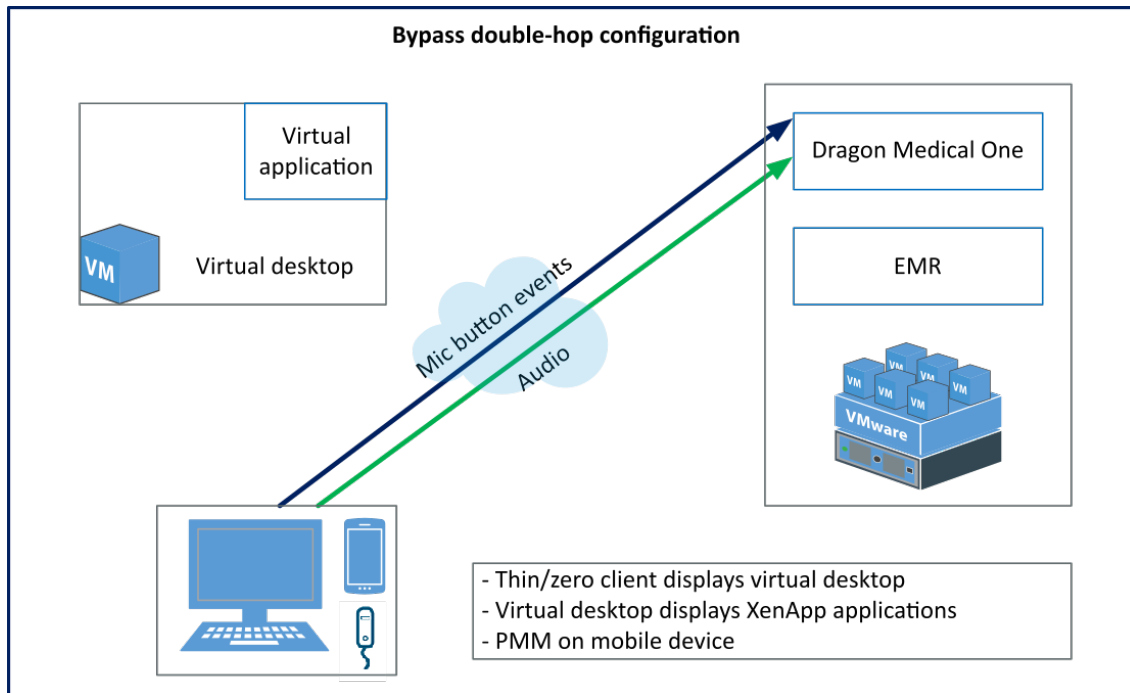 Bypass double-hop configuration
Virtual
application
VM
Virtual desktop
Dragon Medical One
EMR
Mic button events
Audio
VM
VM
VM
VM
VM
VM
VMware
- Thin/zero client displays virtual desktop
- Virtual desktop displays XenApp applications
- PMM on mobile device